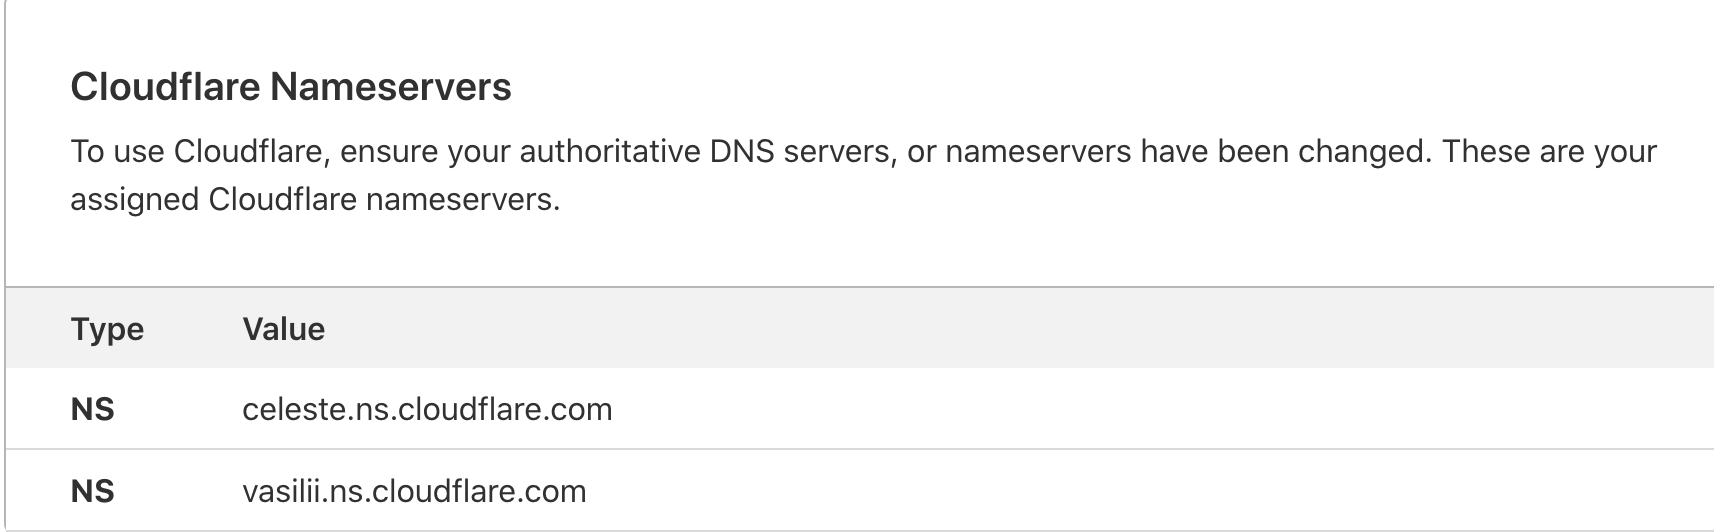 Cloudflare Nameservers
To use Cloudflare, ensure your authoritative DNS servers, or nameservers have been changed. These are your
assigned Cloudflare nameservers.
Type Value
NS celeste.ns.cloudflare.com
NS vasilii.ns.cloudflare.com